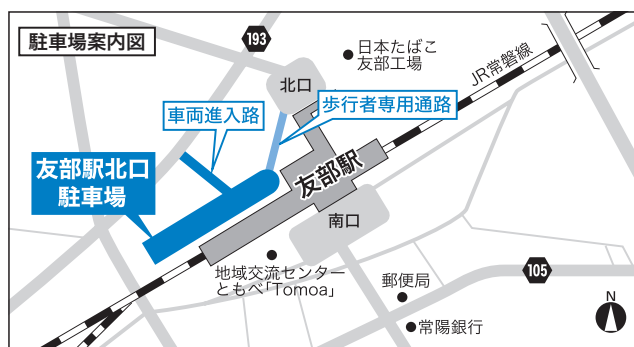 駐車場案内図
193
日本たばこ
友部工場
JR常磐線
北口
車両進入路
歩行者専用通路
友部駅北口
駐車場
友部駅
南口
地域交流センター
ともべ「Tomoa」
郵便局
105
常陽銀行
N